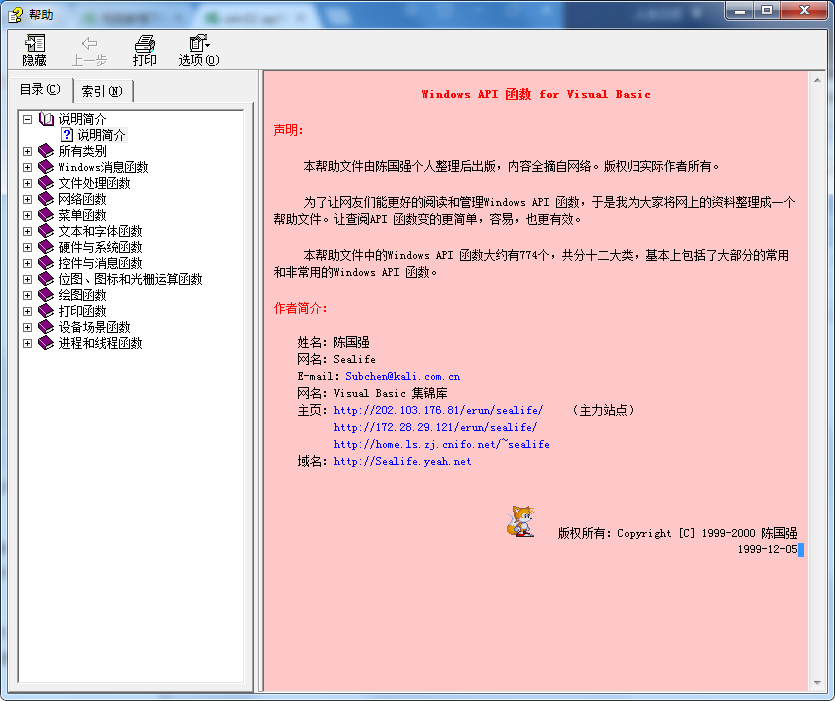 帮助
隐藏
上一步
打印
选项(O)
目录(C)
索引(N)
说明简介
说明简介
所有类别
Windows消息函数
文件处理函数
网络函数
菜单函数
文本和字体函数
硬件与系统函数
控件与消息函数
位图、图标和光栅运算函数
绘图函数
打印函数
设备场景函数
进程和线程函数
Windows API 函数 for Visual Basic
声明:
本帮助文件由陈国强个人整理后出版，内容全摘自网络。版权归实际作者所有。
为了让网友们能更好的阅读和管理Windows API 函数，于是我为大家将网上的资料整理成一个
帮助文件。让查阅API 函数变的更简单，容易，也更有效。
本帮助文件中的Windows API 函数大约有774个，共分十二大类，基本上包括了大部分的常用
和非常用的Windows API 函数。
作者简介:
姓名: 陈国强
网名: Sealife
E-mail: Subchen@kali.com.cn
网名: Visual Basic 集锦库
主页: http://202.103.176.81/erun/sealife/ （主力站点）
http://172.28.29.121/erun/sealife/
http://home.ls.zj.cnifo.net/~sealife
域名: http://Sealife.yeah.net
版权所有: Copyright [C] 1999-2000 陈国强
1999-12-05